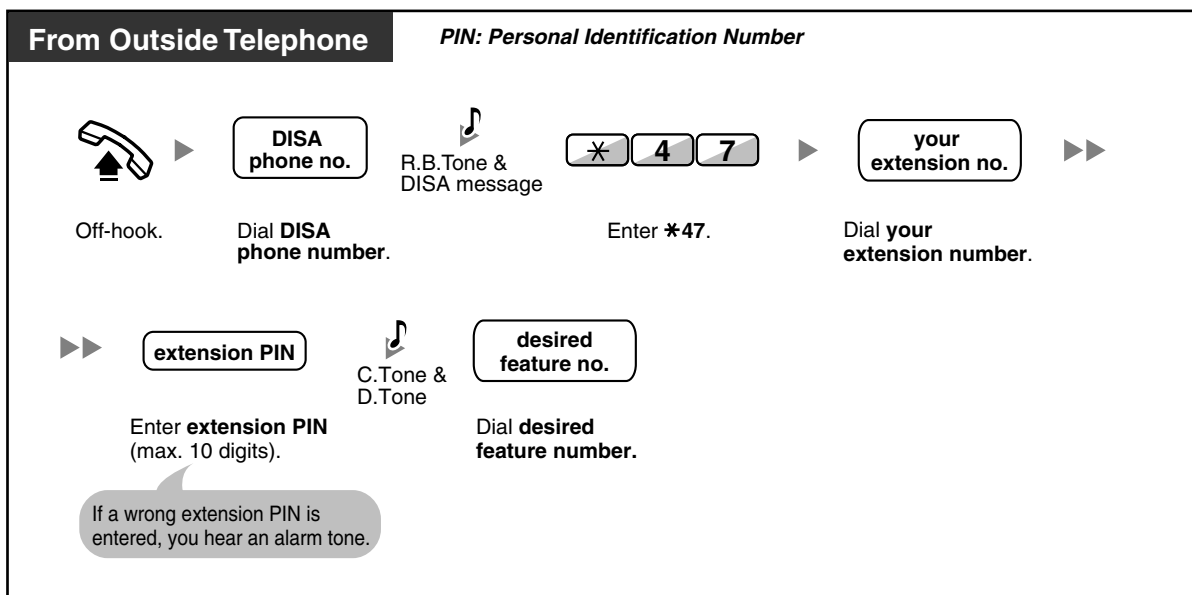 From Outside Telephone
PIN: Personal Identification Number
DISA
phone no.
R.B.Tone &
DISA message
* 4 7
your
extension no.
Off-hook.
Dial DISA
phone number.
Enter *47.
Dial your
extension number.
extension PIN
C.Tone &
D.Tone
desired
feature no.
Enter extension PIN
(max. 10 digits).
Dial desired
feature number.
If a wrong extension PIN is
entered, you hear an alarm tone.